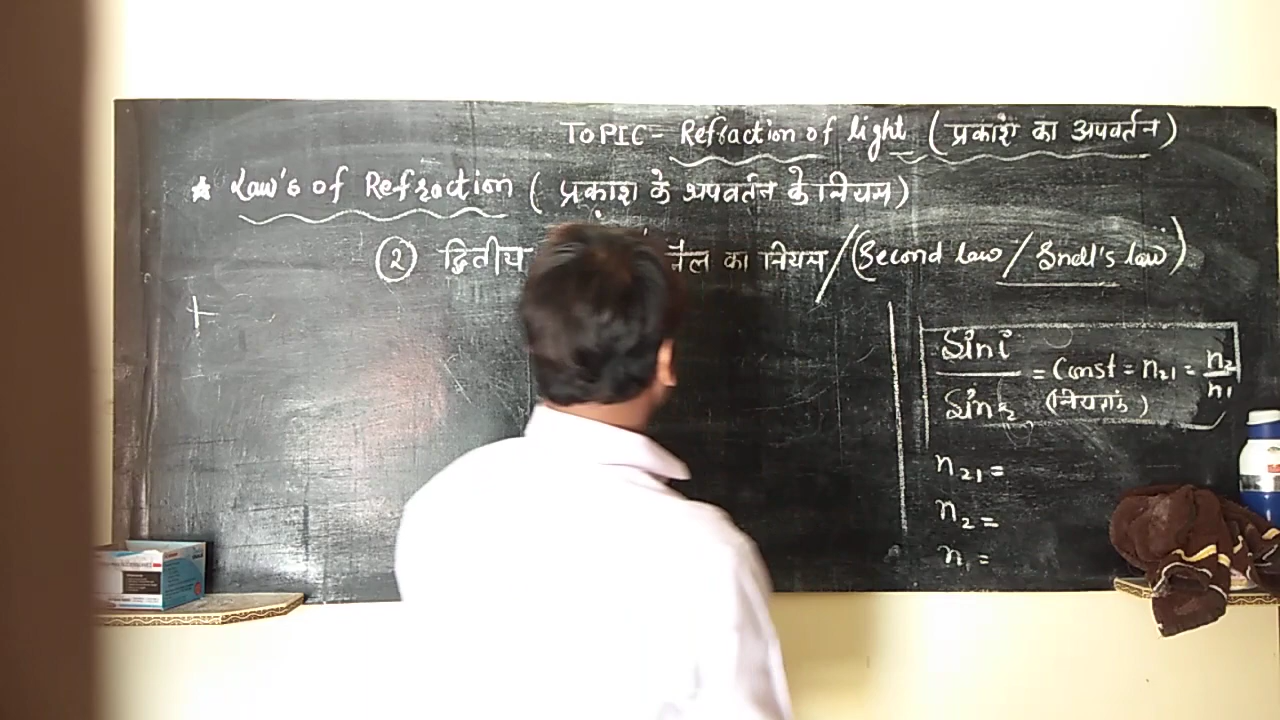 TOPIC - Refraction of light (प्रकाश का अपवर्तन)
★ Law's of Refraction (प्रकाश के अपवर्तन के नियम)
② द्वितीय नेल का नियम/(Second law / Snell's law)
Sin i / Sin r = Const = n21 = n2/n1
(नियतांक)
n21 =
n2 =
n1 =